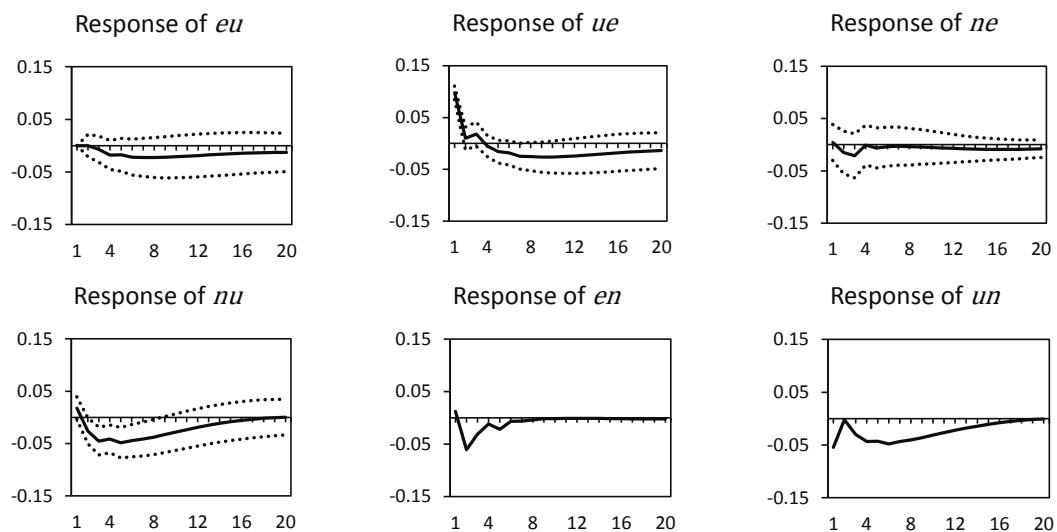 Response of eu
Response of ue
Response of ne
0.15
0.05
-0.05
-0.15
1 4 8 12 16 20
0.15
0.05
-0.05
-0.15
1 4 8 12 16 20
0.15
0.05
-0.05
-0.15
1 4 8 12 16 20
Response of nu
Response of en
Response of un
0.15
0.05
-0.05
-0.15
1 4 8 12 16 20
0.15
0.05
-0.05
-0.15
1 4 8 12 16 20
0.15
0.05
-0.05
-0.15
1 4 8 12 16 20